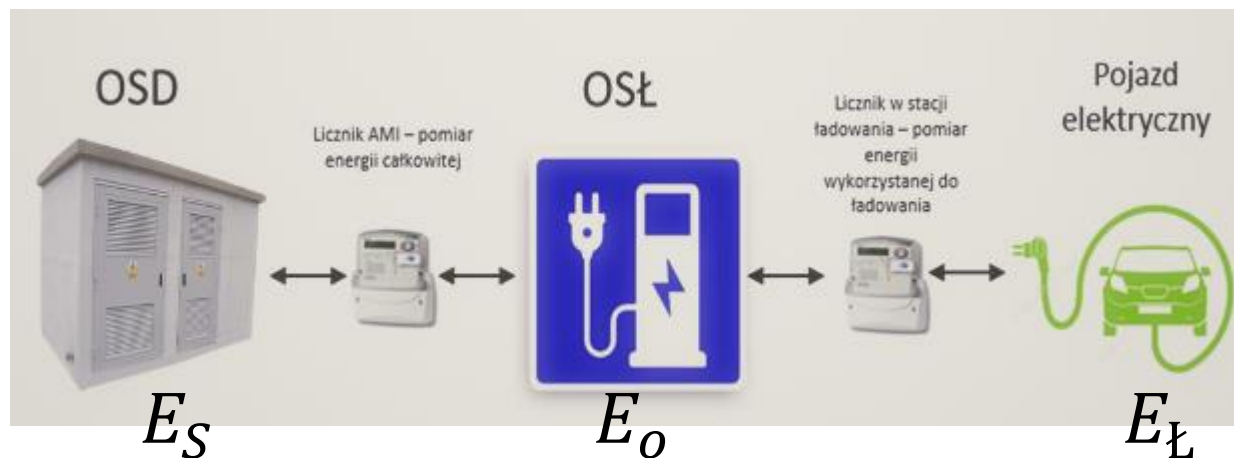 OSD
Licznik AMI – pomiar
energii całkowitej
OSŁ
Licznik w stacji
ładowania – pomiar
energii
wykorzystanej do
ładowania
Pojazd
elektryczny
E_S
E_o
E_Ł